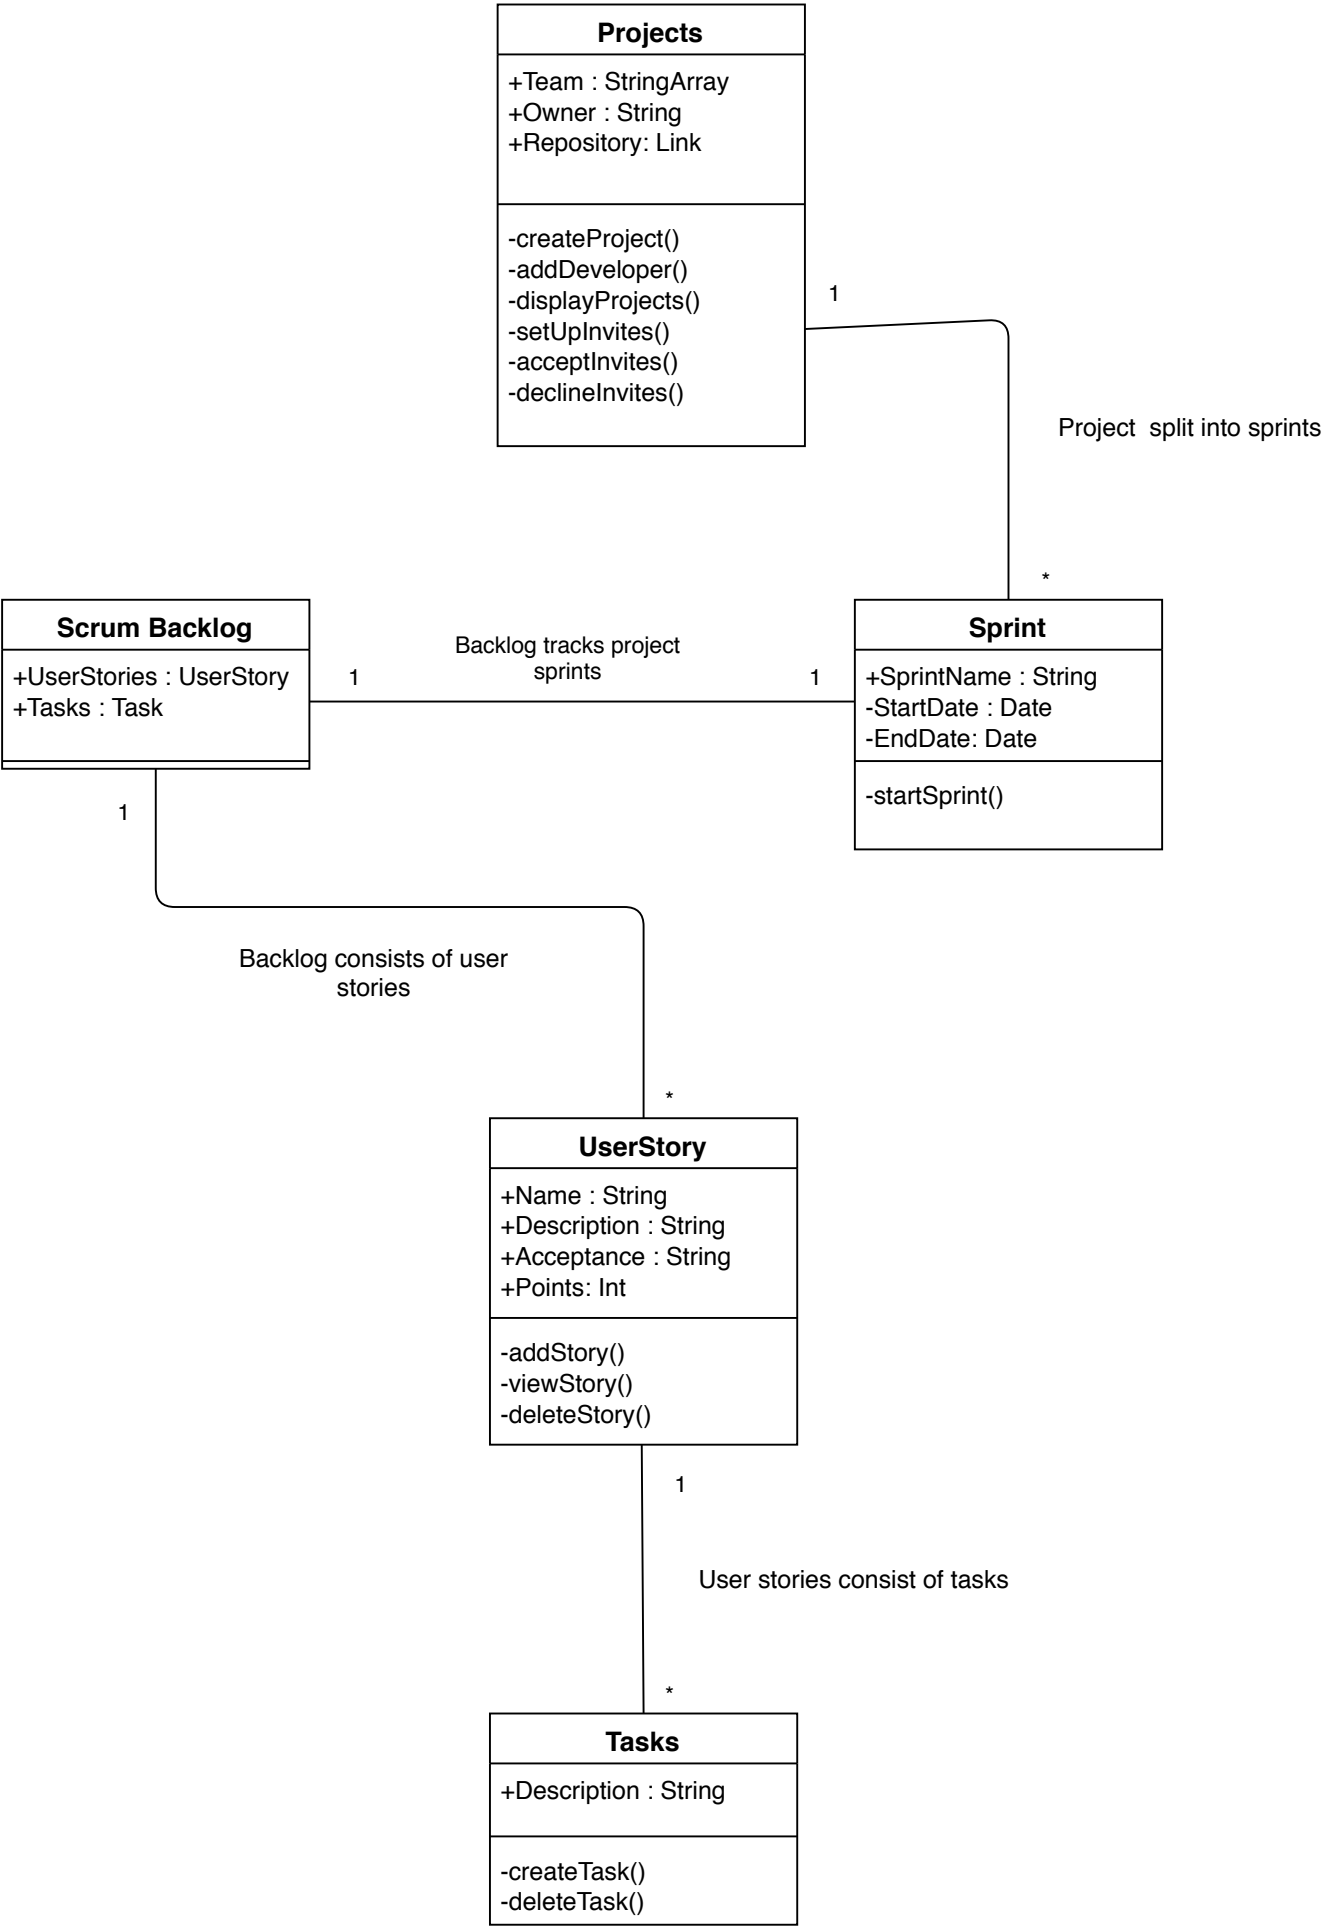 Projects
+Team : StringArray
+Owner : String
+Repository: Link
-createProject()
-addDeveloper()
-displayProjects()
-setUpInvites()
-acceptInvites()
-declineInvites()
1
Project  split into sprints
*
Scrum Backlog
+UserStories : UserStory
+Tasks : Task
1
Backlog tracks project
sprints
1
Sprint
+SprintName : String
-StartDate : Date
-EndDate: Date
-startSprint()
1
Backlog consists of user
stories
*
UserStory
+Name : String
+Description : String
+Acceptance : String
+Points: Int
-addStory()
-viewStory()
-deleteStory()
1
User stories consist of tasks
*
Tasks
+Description : String
-createTask()
-deleteTask()